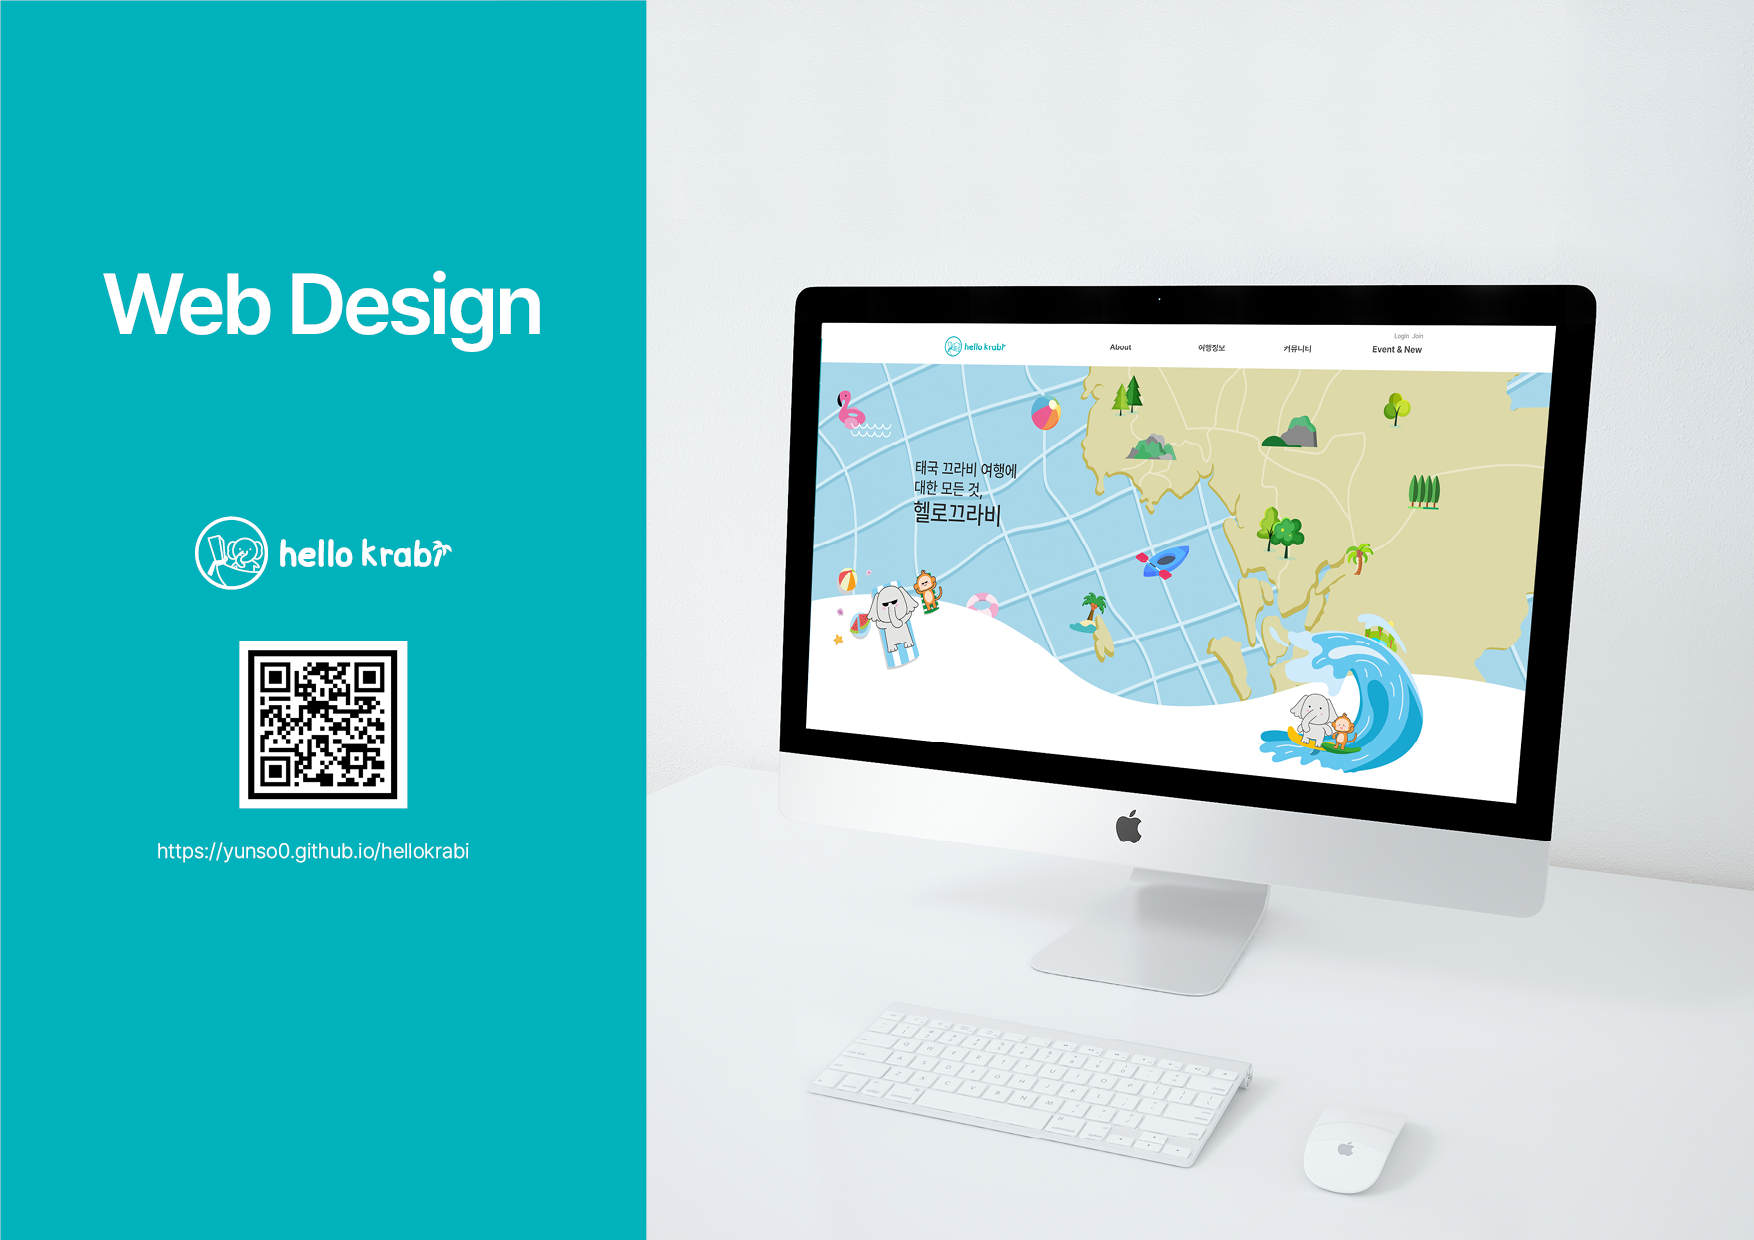 Web Design
hello krabi
https://yunso0.github.io/hellokrabi
hello krabi
About
여행정보
커뮤니티
Login Join
Event & New
태국 끄라비 여행에
대한 모든 것,
헬로끄라비